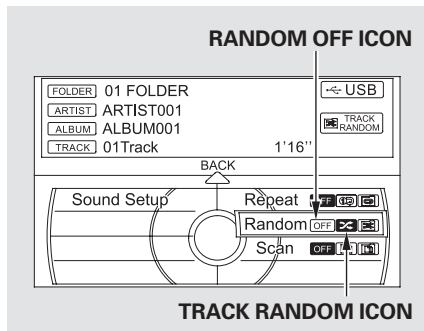 RANDOM OFF ICON
FOLDER 01 FOLDER
USB
ARTIST ARTIST001
ALBUM ALBUM001
TRACK RANDOM
TRACK 01Track 1'16''
BACK
Sound Setup
Repeat OFF
Random OFF
Scan OFF
TRACK RANDOM ICON